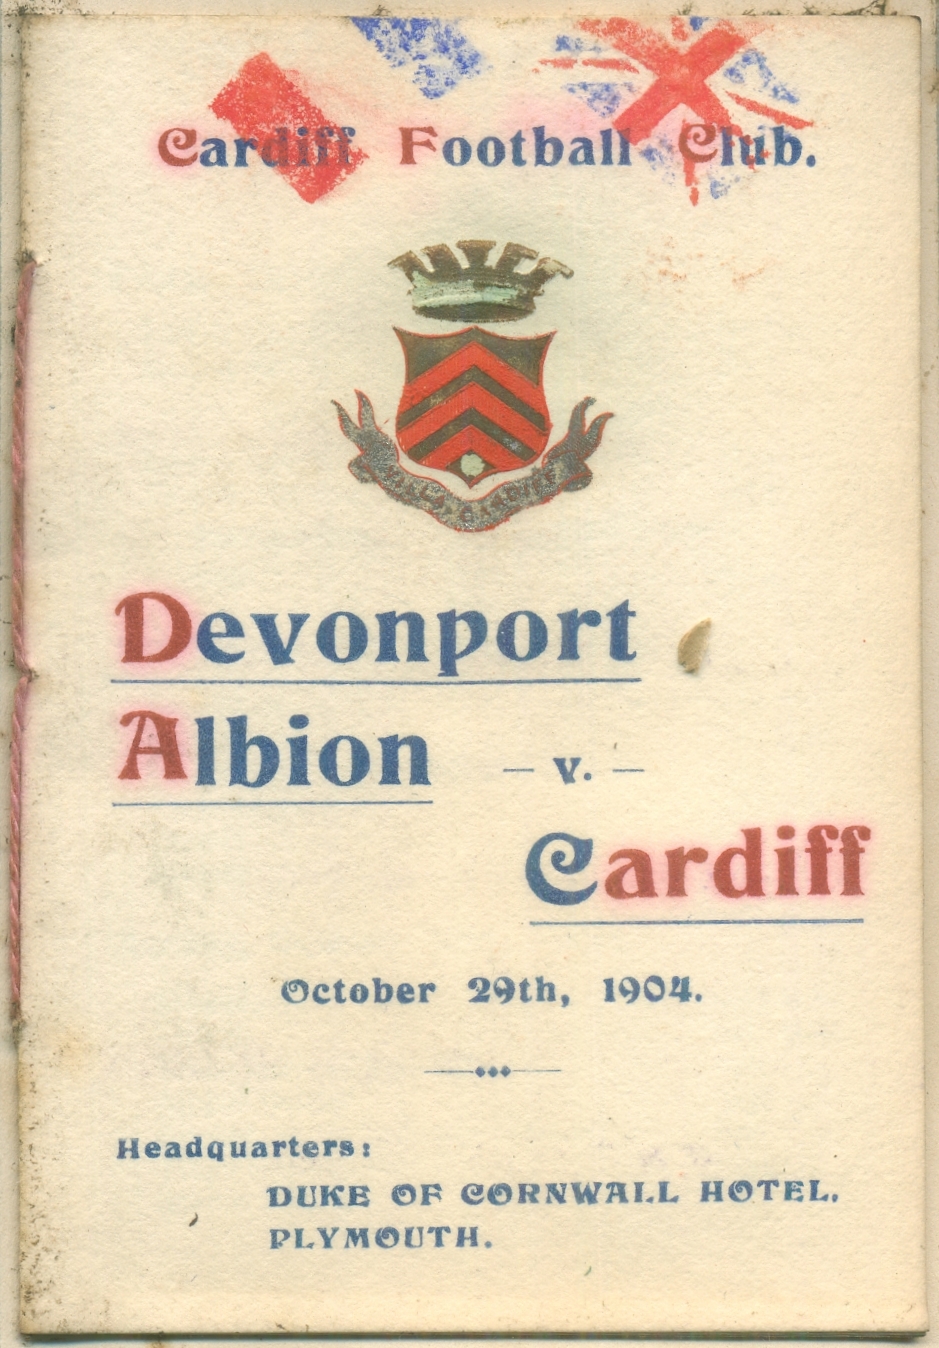 Cardiff Football Club.
Devonport
Albion
— v. —
Cardiff
October 29th, 1904.
Headquarters:
DUKE OF CORNWALL HOTEL,
PLYMOUTH.